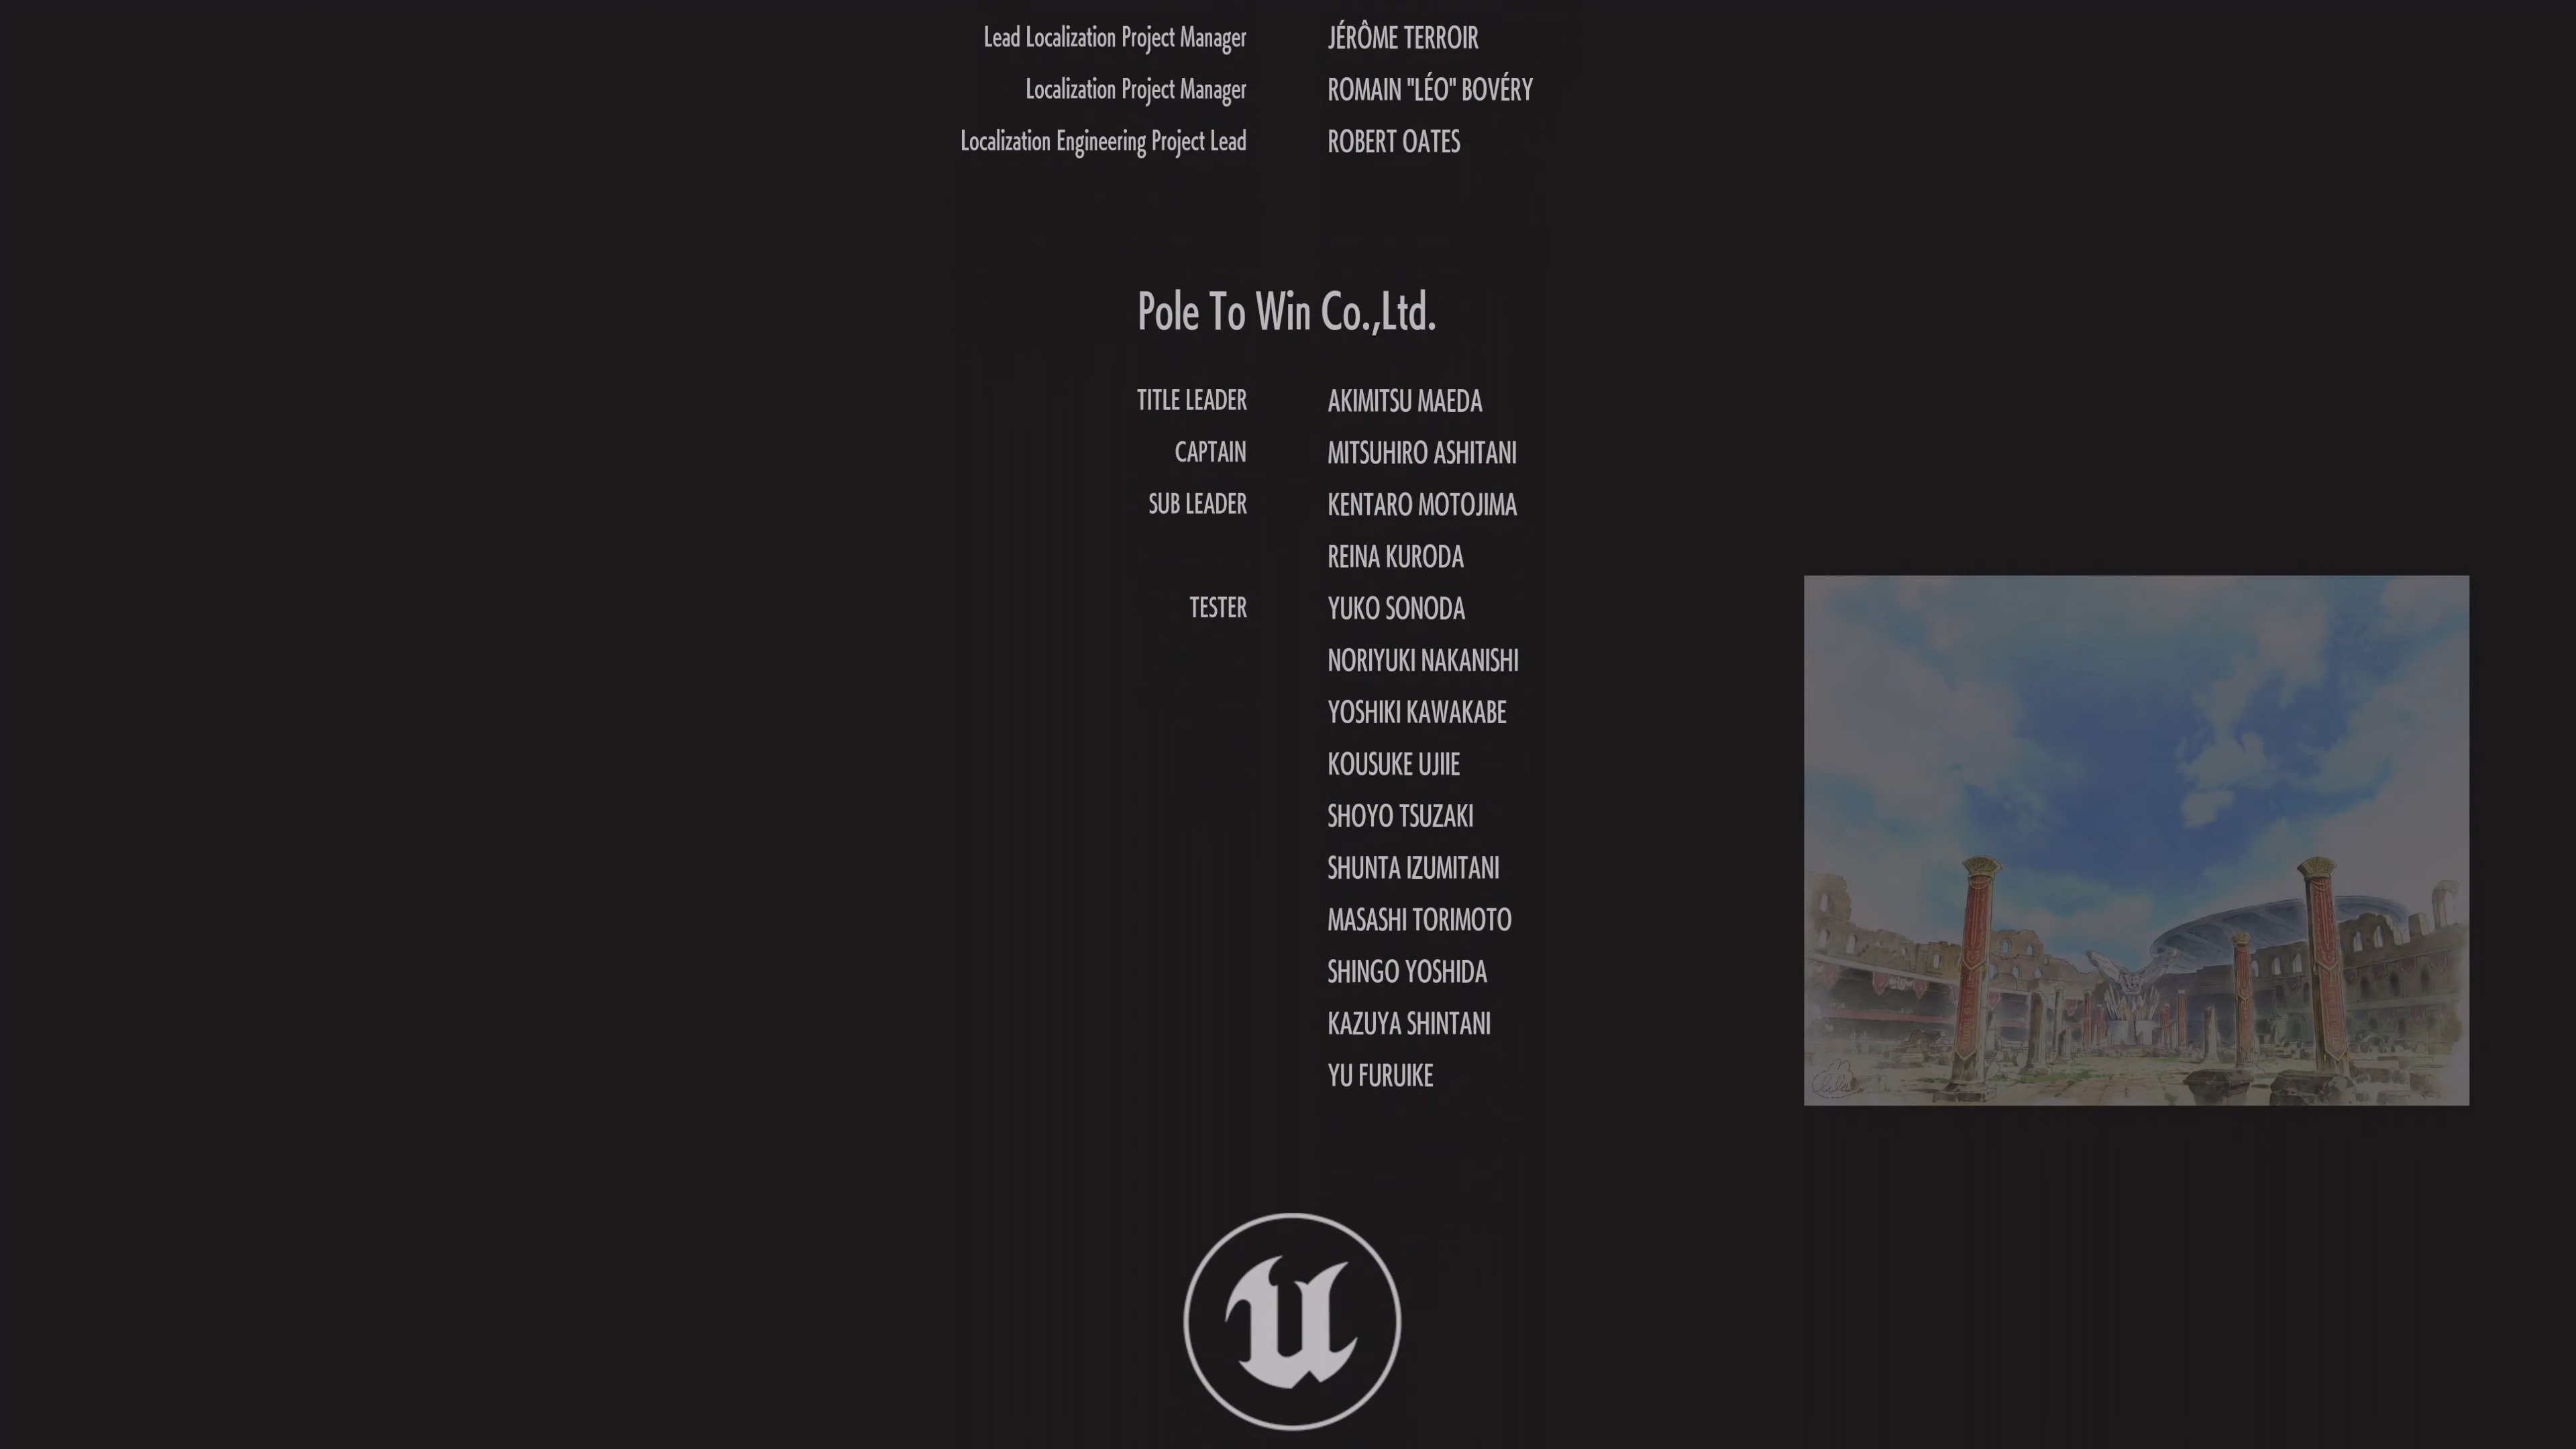 Lead Localization Project Manager JÉRÔME TERROIR
Localization Project Manager ROMAIN "LÉO" BOVÉRY
Localization Engineering Project Lead ROBERT OATES
Pole To Win Co.,Ltd.
TITLE LEADER AKIMITSU MAEDA
CAPTAIN MITSUHIRO ASHITANI
SUB LEADER KENTARO MOTOJIMA
REINA KURODA
TESTER YUKO SONODA
NORIYUKI NAKANISHI
YOSHIKI KAWAKABE
KOUSUKE UJIIE
SHOYO TSUZAKI
SHUNTA IZUMITANI
MASASHI TORIMOTO
SHINGO YOSHIDA
KAZUYA SHINTANI
YU FURUIKE